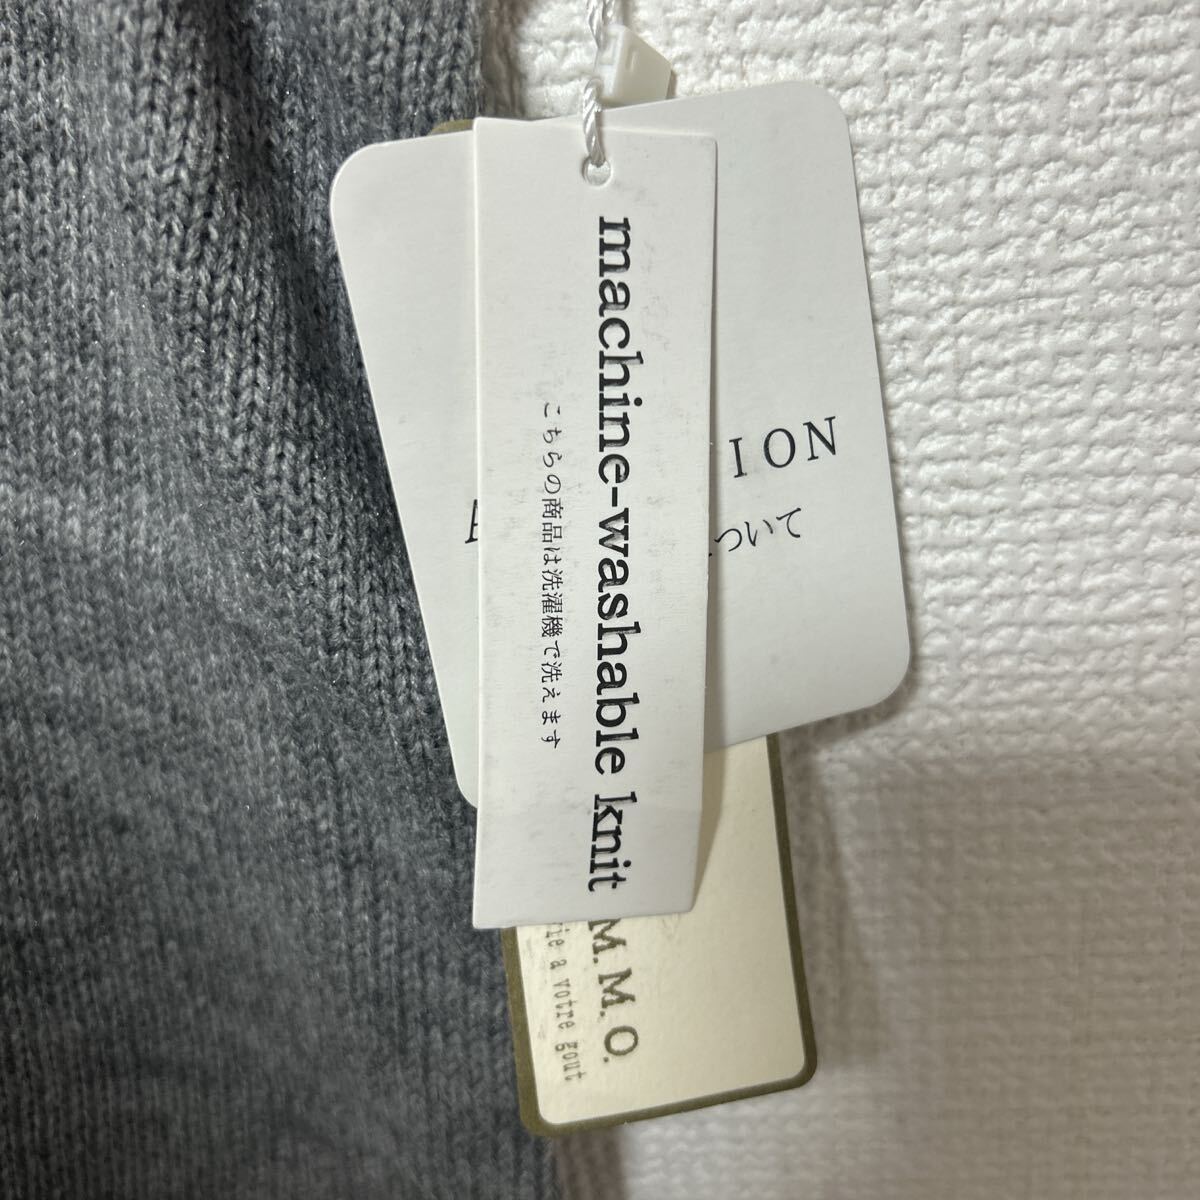 machine-washable knit
こちらの商品は洗濯機で洗えます
ION
ついて
M.M.O.
a votre gout